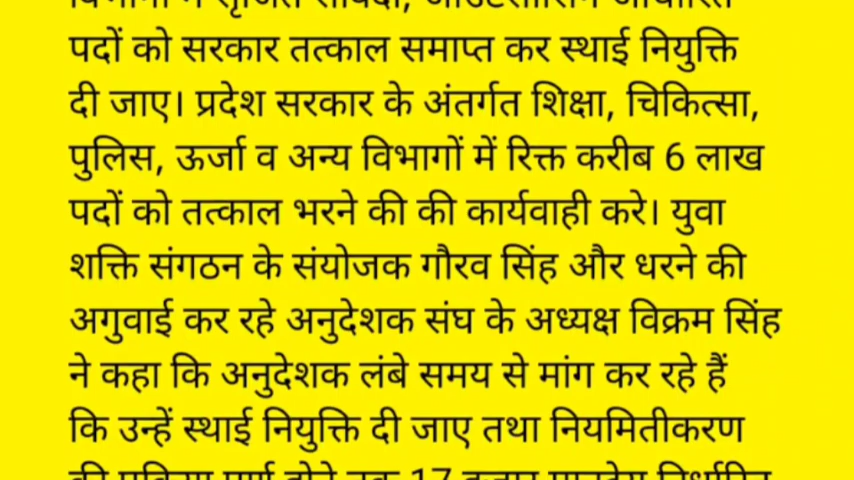 पदों को सरकार तत्काल समाप्त कर स्थाई नियुक्ति
दी जाए। प्रदेश सरकार के अंतर्गत शिक्षा, चिकित्सा,
पुलिस, ऊर्जा व अन्य विभागों में रिक्त करीब 6 लाख
पदों को तत्काल भरने की की कार्यवाही करे। युवा
शक्ति संगठन के संयोजक गौरव सिंह और धरने की
अगुवाई कर रहे अनुदेशक संघ के अध्यक्ष विक्रम सिंह
ने कहा कि अनुदेशक लंबे समय से मांग कर रहे हैं
कि उन्हें स्थाई नियुक्ति दी जाए तथा नियमितीकरण